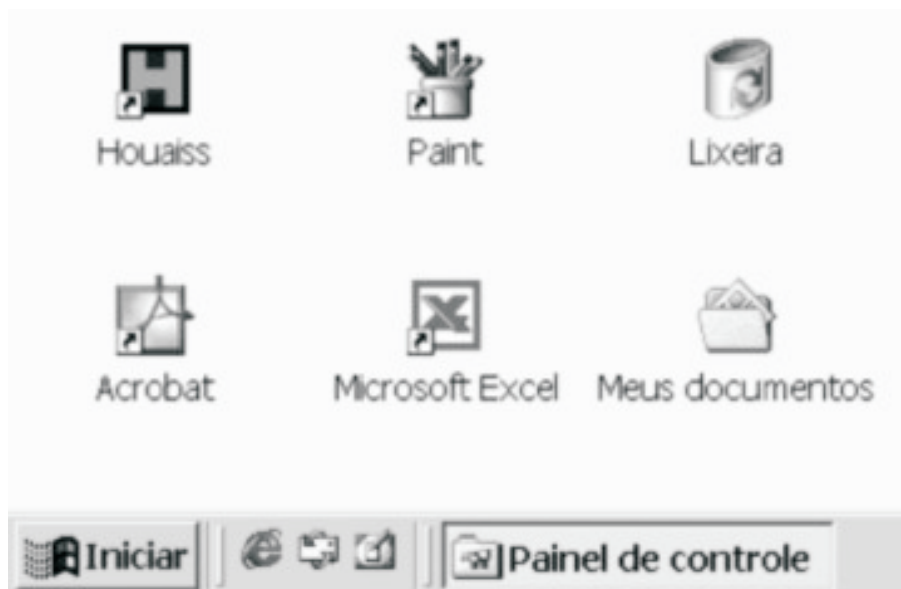 Houaiss Paint Lixeira
Acrobat Microsoft Excel Meus documentos
Iniciar Painel de controle